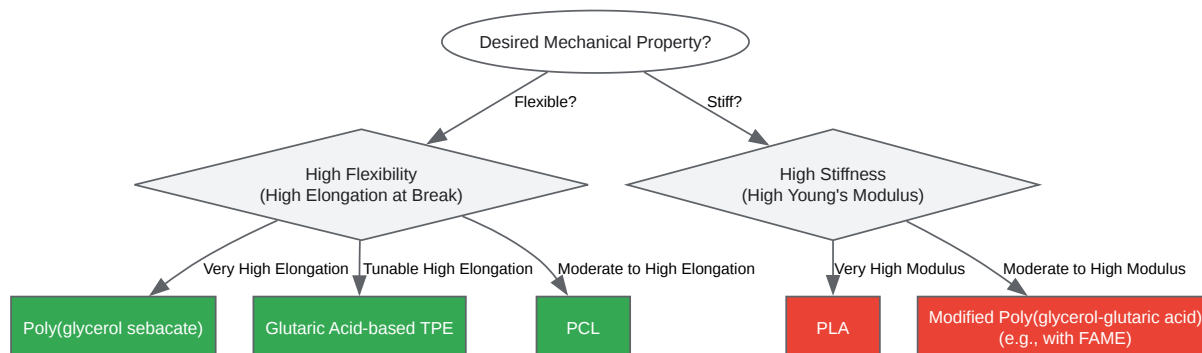 Desired Mechanical Property?
Flexible?
Stiff?
High Flexibility
(High Elongation at Break)
High Stiffness
(High Young's Modulus)
Very High Elongation
Tunable High Elongation
Moderate to High Elongation
Very High Modulus
Moderate to High Modulus
Poly(glycerol sebacate)
Glutaric Acid-based TPE
PCL
PLA
Modified Poly(glycerol-glutaric acid)
(e.g., with FAME)